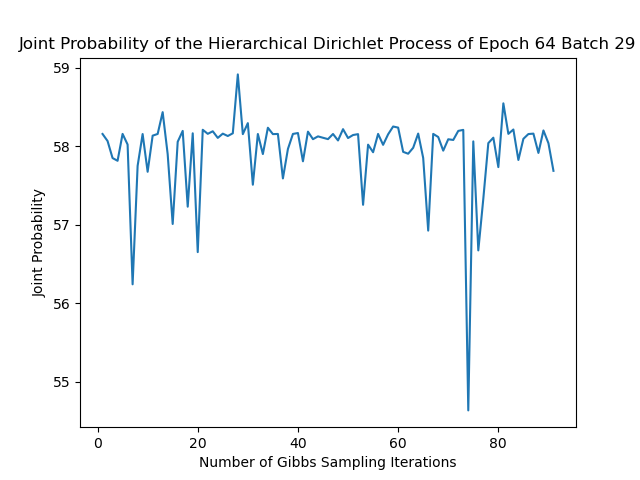 Joint Probability of the Hierarchical Dirichlet Process of Epoch 64 Batch 29
59
58
57
56
55
Joint Probability
0 20 40 60 80
Number of Gibbs Sampling Iterations